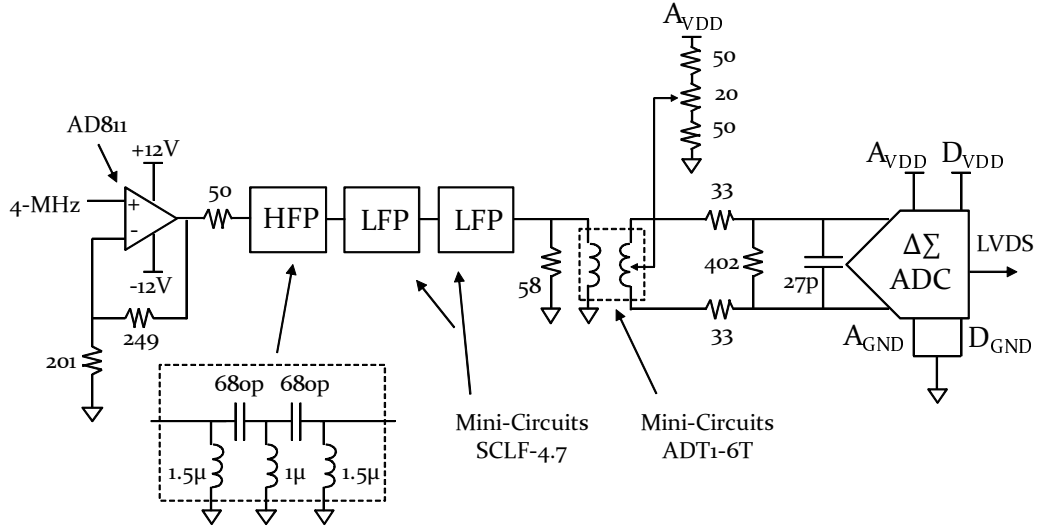 AVDD
50
20
50
AD811
+12V
4-MHz
+
-
-12V
50
HFP
LFP
LFP
58
33
402
27p
33
AVDD
DVDD
ΔΣ
ADC
LVDS
AGND
DGND
249
201
680p
680p
1.5µ
1µ
1.5µ
Mini-Circuits
SCLF-4.7
Mini-Circuits
ADT1-6T